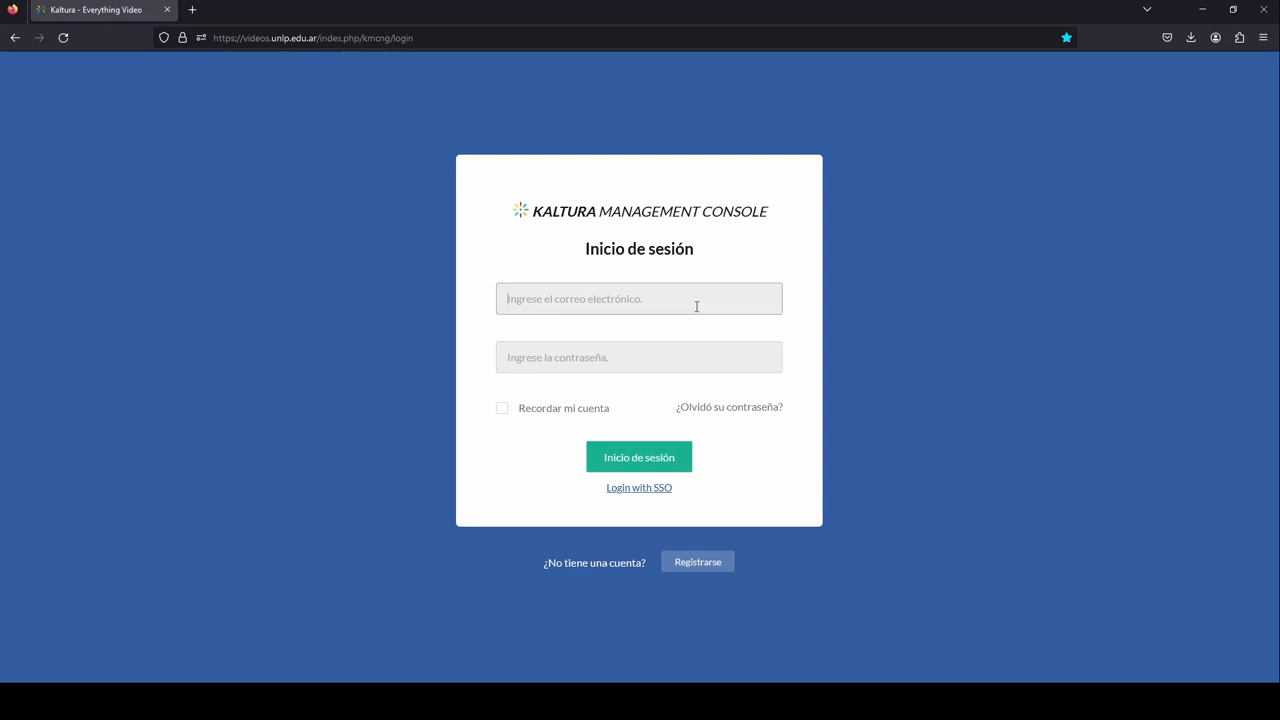 Kaltura - Everything Video
https://videos.unlp.edu.ar/index.php/kmcng/login
KALTURA MANAGEMENT CONSOLE
Inicio de sesión
Ingrese el correo electrónico.
Ingrese la contraseña.
Recordar mi cuenta
¿Olvidó su contraseña?
Inicio de sesión
Login with SSO
¿No tiene una cuenta?
Registrarse